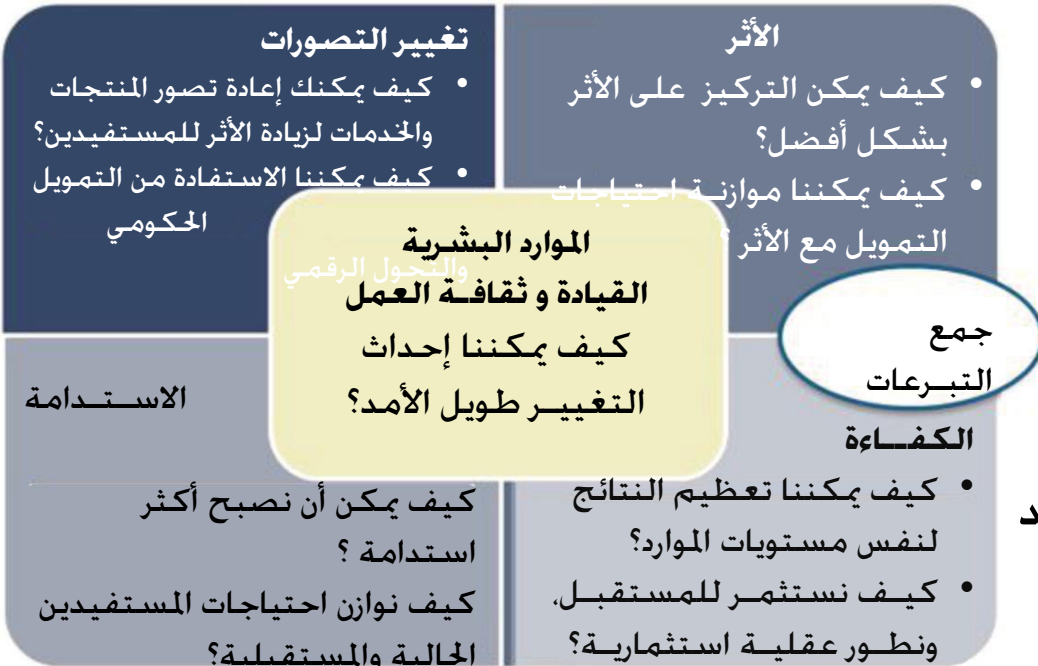 الأثر
• كيف يمكن التركيز على الأثر
بشكل أفضل؟
• كيف يمكننا موازنة احتياجات
التمويل مع الأثر ؟
تغيير التصورات
• كيف يمكنك إعادة تصور المنتجات
والخدمات لزيادة الأثر للمستفيدين؟
• كيف يمكننا الاستفادة من التمويل
الحكومي
والتحول الرقمي
الموارد البشرية
القيادة و ثقافة العمل
كيف يمكننا إحداث
التغيير طويل الأمد؟
جمع
التبرعات
الكفاءة
• كيف يمكننا تعظيم النتائج
لنفس مستويات الموارد؟
• كيف نستثمر للمستقبل،
ونطور عقلية استثمارية؟
الاستدامة
كيف يمكن أن نصبح أكثر
استدامة ؟
كيف نوازن احتياجات المستفيدين
الحالية والمستقبلية؟